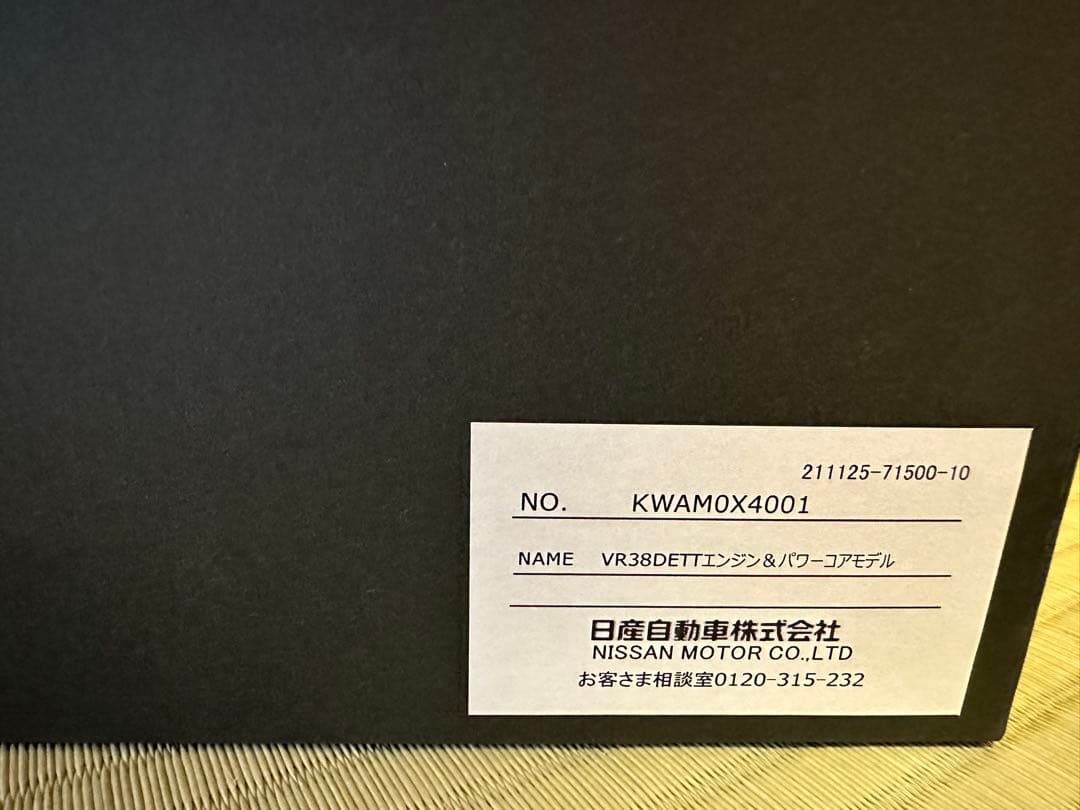 211125-71500-10
NO. KWAM0X4001
NAME VR38DETTエンジン&パワーコアモデル
日産自動車株式会社
NISSAN MOTOR CO.,LTD
お客さま相談室0120-315-232